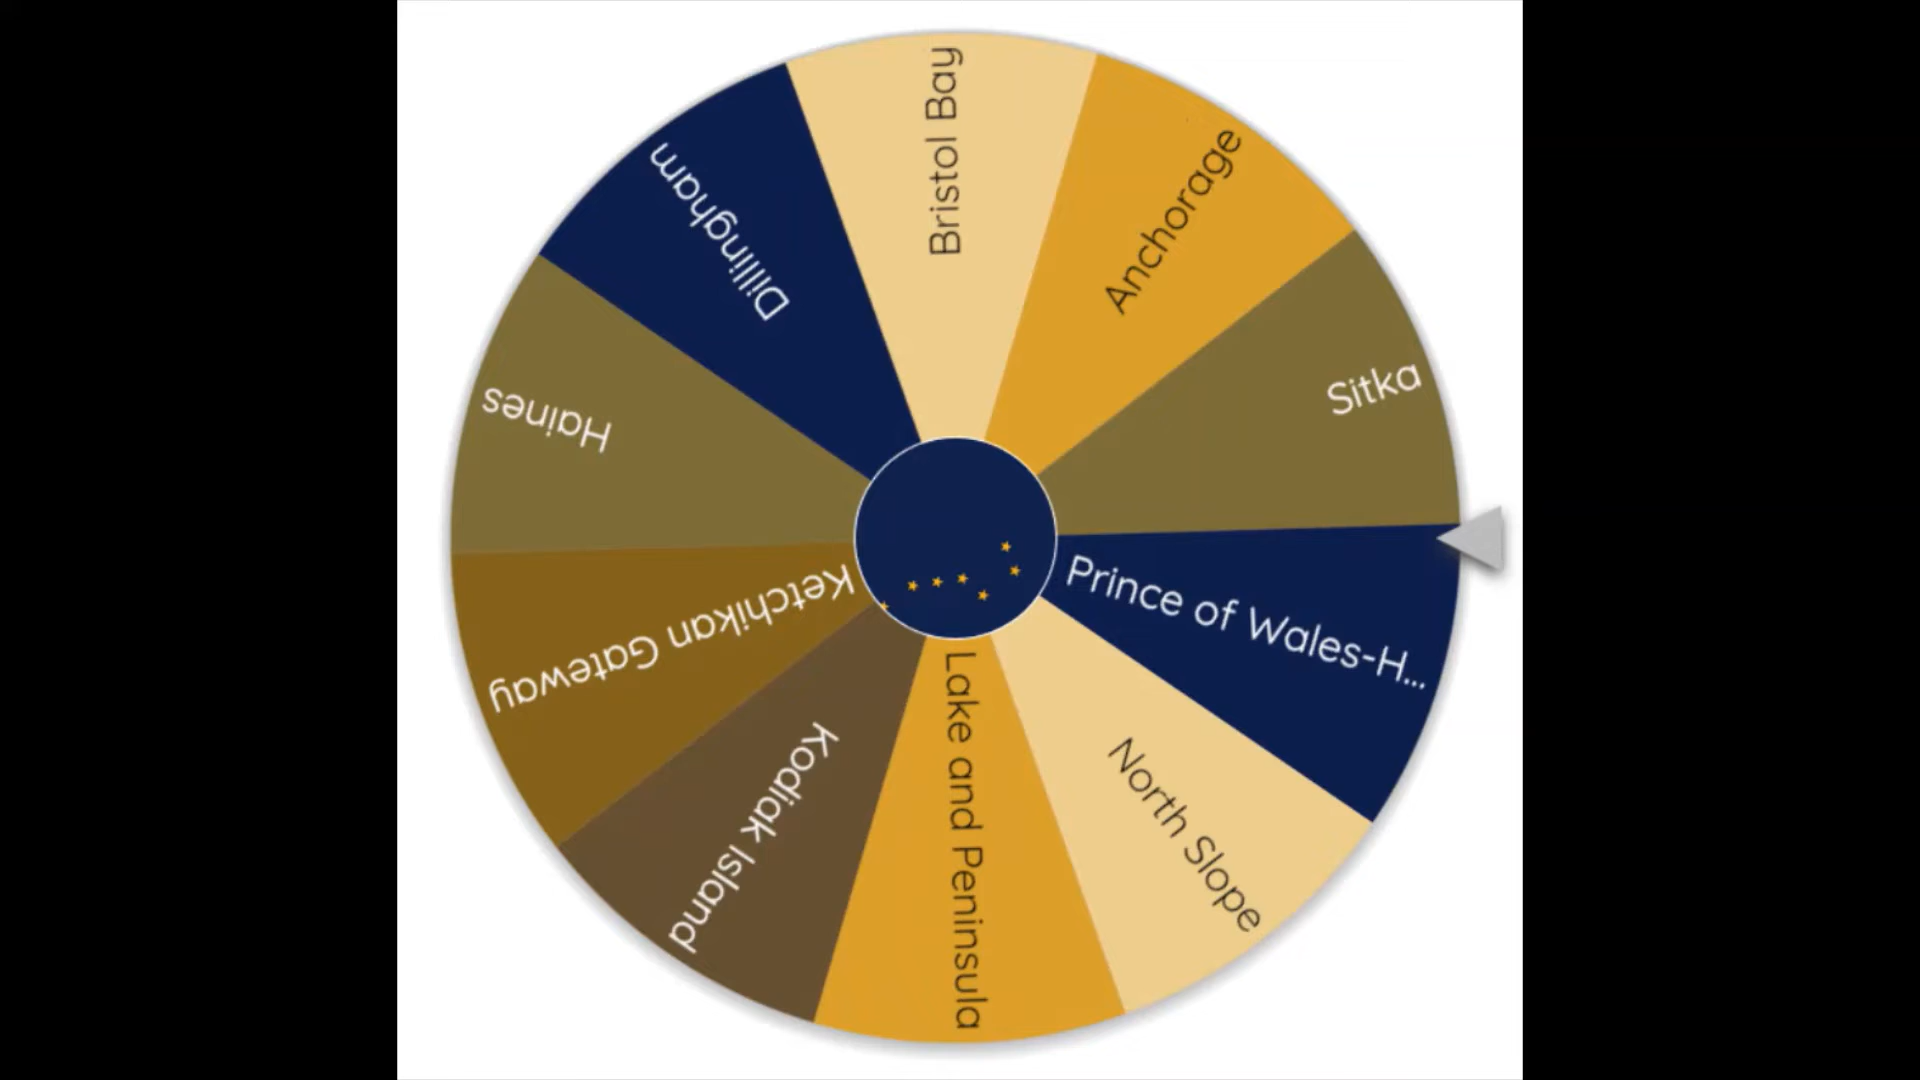 Bristol Bay
Anchorage
Sitka
Prince of Wales-H...
North Slope
Lake and Peninsula
Kodiak Island
Ketchikan Gateway
Haines
Dillingham